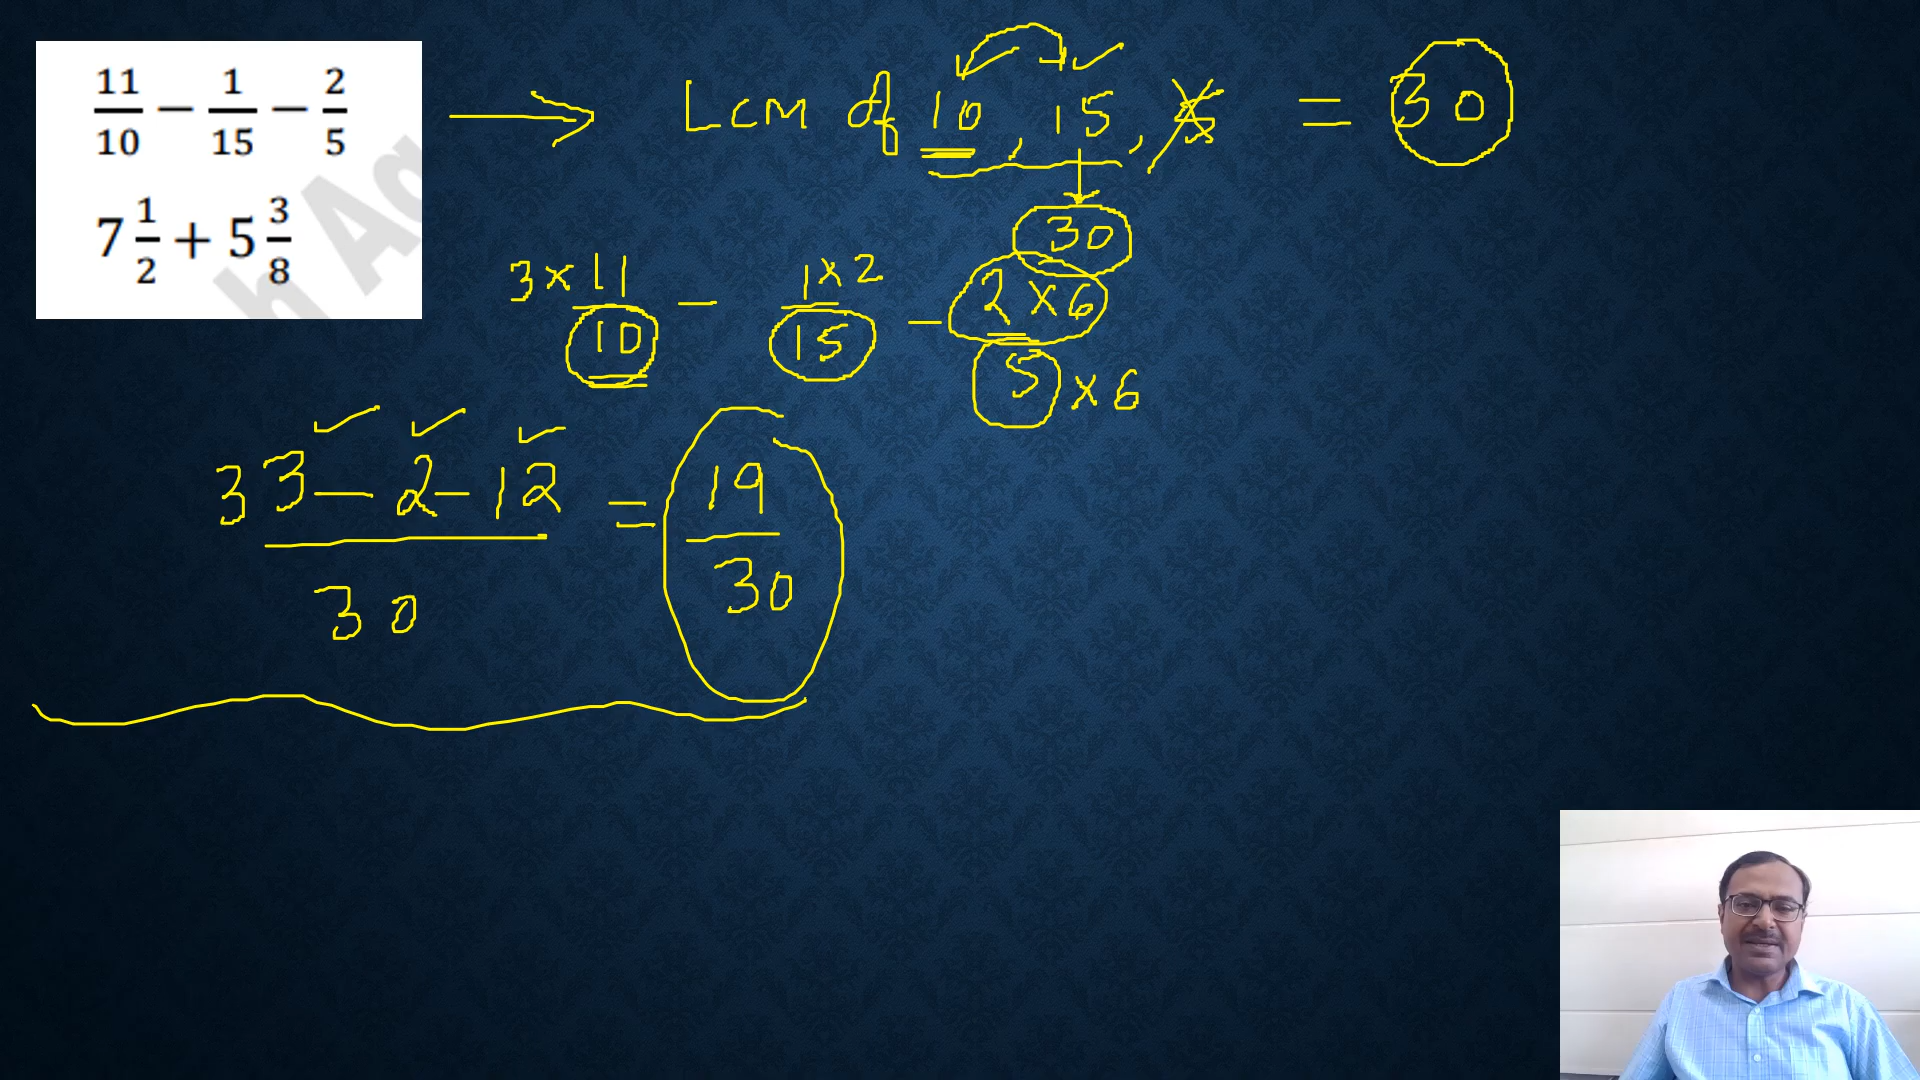 11/10 − 1/15 − 2/5
7 1/2 + 5 3/8
h Ag
LCM of 10, 15, 5 = 30
30
3×11/10 − 1×2/15 − 2×6/5×6
33 − 2 − 12/30 = 19/30